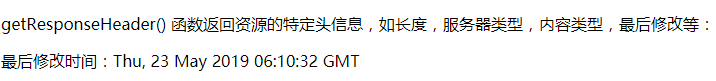 getResponseHeader() 函数返回资源的特定头信息，如长度，服务器类型，内容类型，最后修改等：
最后修改时间：Thu, 23 May 2019 06:10:32 GMT